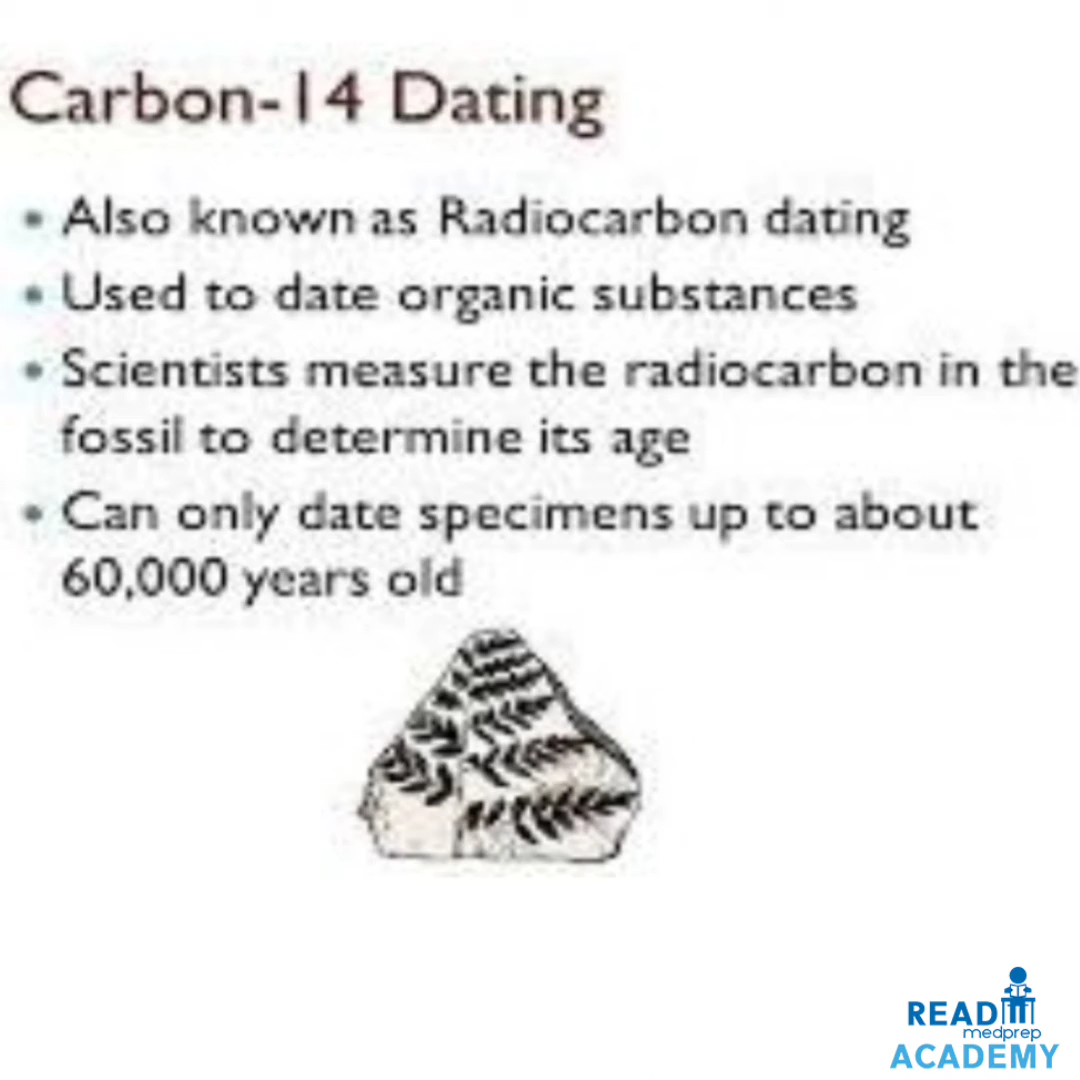 Carbon-14 Dating
• Also known as Radiocarbon dating
• Used to date organic substances
• Scientists measure the radiocarbon in the
fossil to determine its age
• Can only date specimens up to about
60,000 years old
READ
medprep
ACADEMY